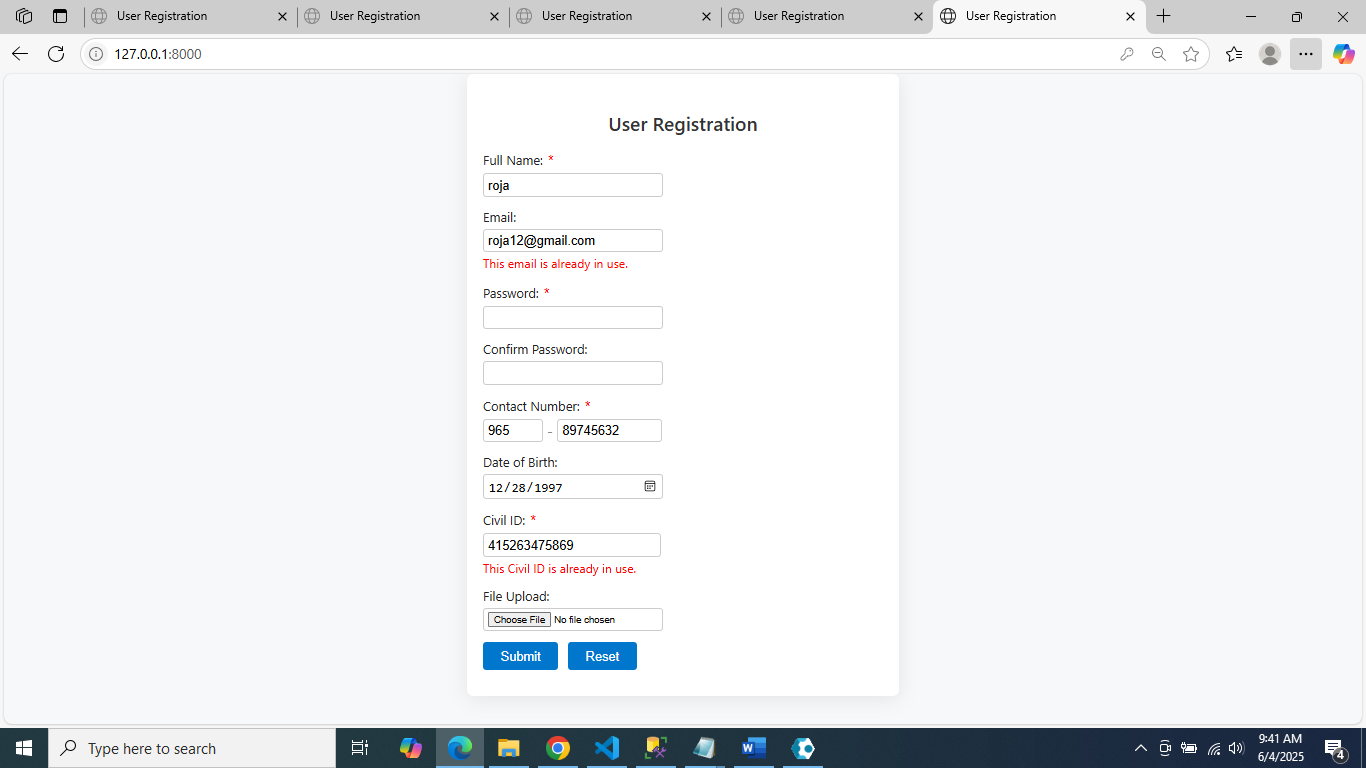 User Registration
User Registration
User Registration
User Registration
User Registration
127.0.0.1:8000
User Registration
Full Name: *
roja
Email:
roja12@gmail.com
This email is already in use.
Password: *
Confirm Password:
Contact Number: *
965 - 89745632
Date of Birth:
12/28/1997
Civil ID: *
415263475869
This Civil ID is already in use.
File Upload:
Choose File No file chosen
Submit Reset
Type here to search
9:41 AM
6/4/2025
4